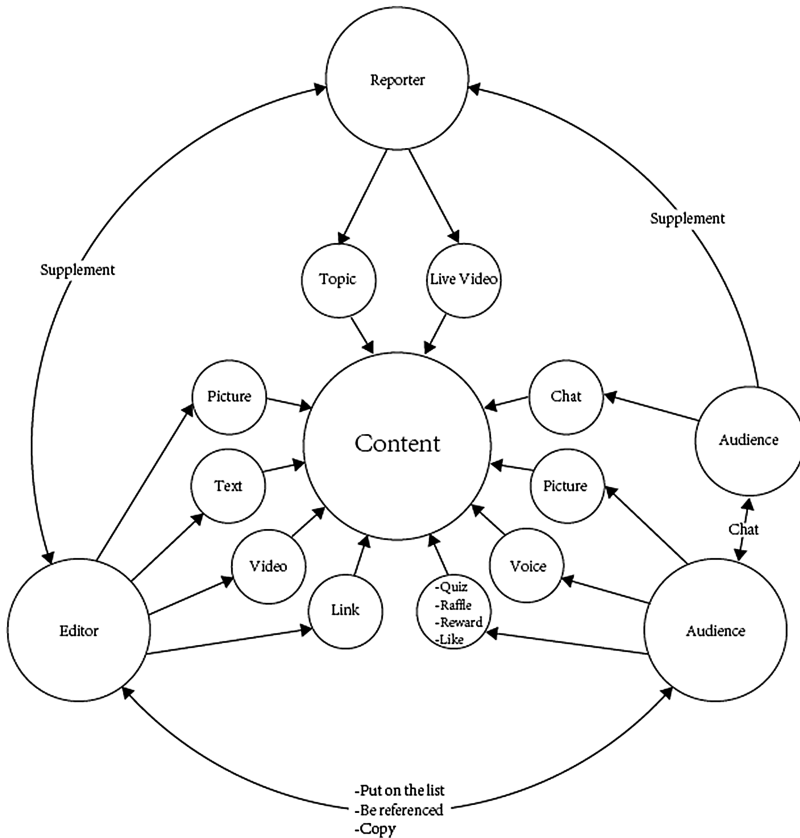 Reporter
Supplement
Supplement
Topic
Live Video
Picture
Chat
Content
Audience
Text
Picture
Chat
Video
Voice
Link
-Quiz
-Raffle
-Reward
-Like
Editor
Audience
-Put on the list
-Be referenced
-Copy